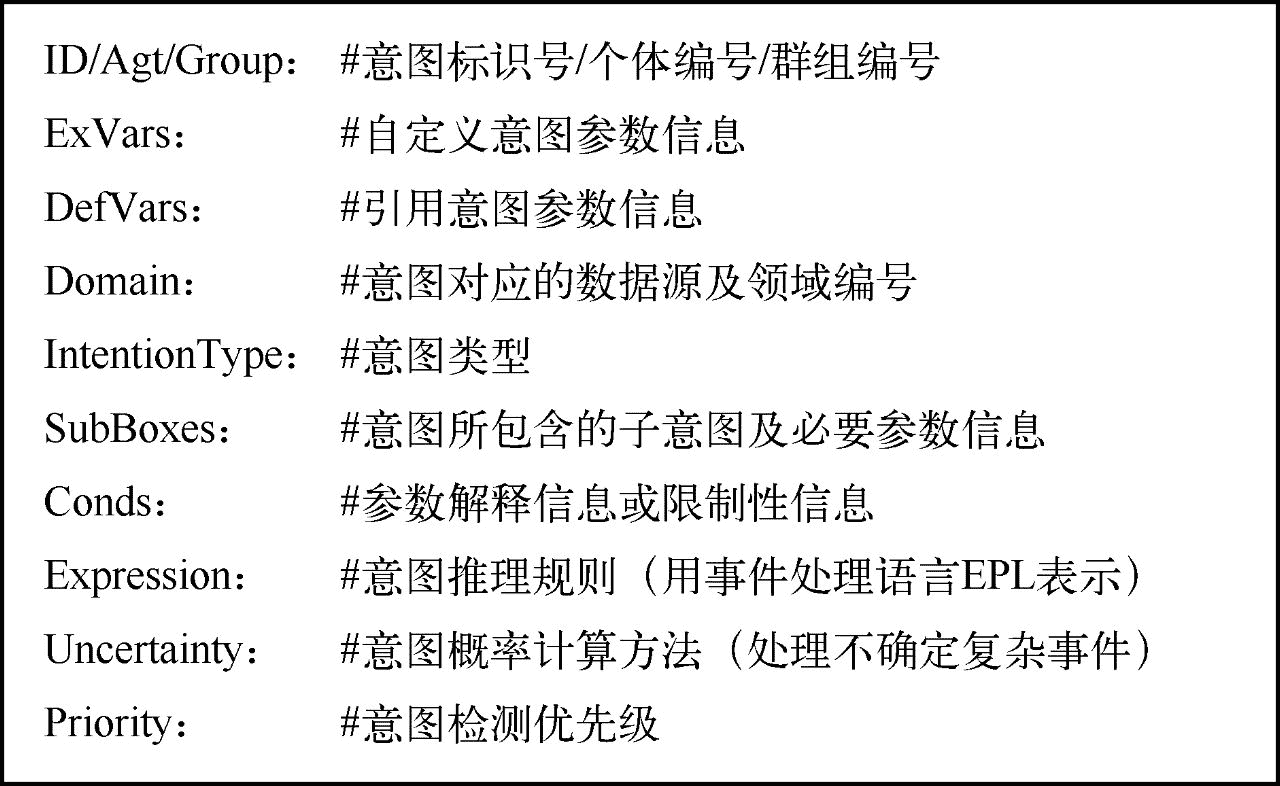 ID/Agt/Group： #意图标识号/个体编号/群组编号
ExVars： #自定义意图参数信息
DefVars： #引用意图参数信息
Domain： #意图对应的数据源及领域编号
IntentionType： #意图类型
SubBoxes： #意图所包含的子意图及必要参数信息
Conds： #参数解释信息或限制性信息
Expression： #意图推理规则（用事件处理语言EPL表示）
Uncertainty： #意图概率计算方法（处理不确定复杂事件）
Priority： #意图检测优先级